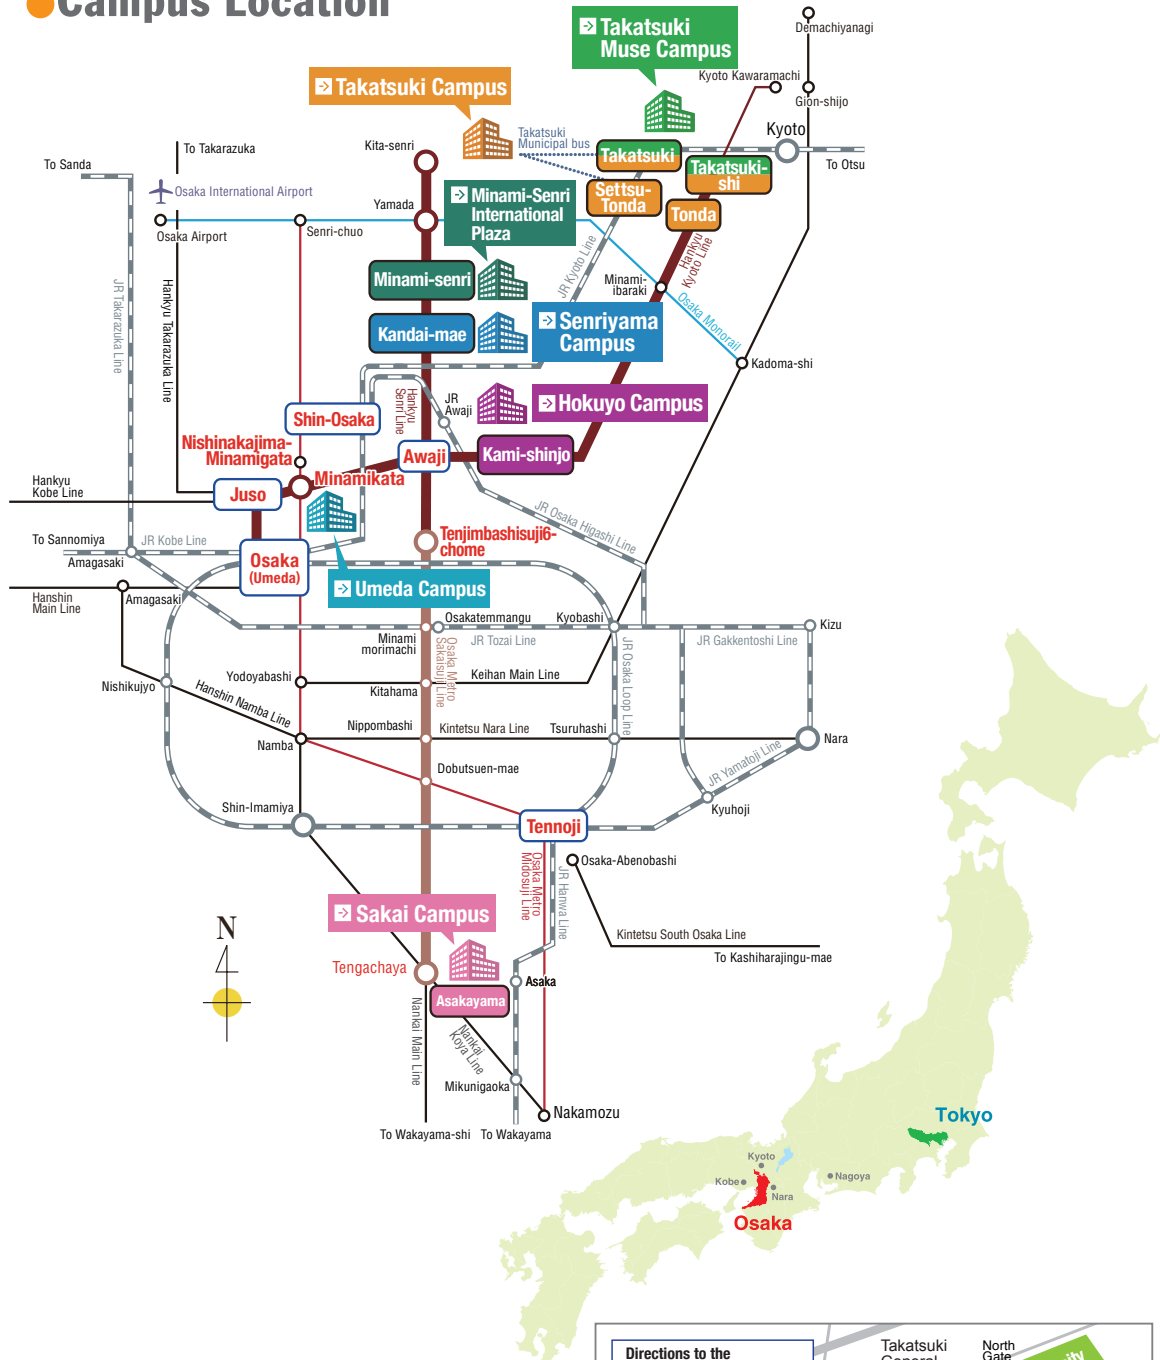 Campus Location
Takatsuki
Muse Campus
Demachiyanagi
Kyoto Kawaramachi
Gion-shijo
Takatsuki Campus
Takatsuki
Municipal bus
Kyoto
To Takarazuka
Kita-senri
Takatsuki
To Sanda
To Otsu
Takatsuki-
shi
Osaka International Airport
Minami-Senri
International
Plaza
Settsu-
Tonda
Tonda
Yamada
Osaka Airport
Senri-chuo
Hankyu
Kyoto Line
JR Kyoto Line
Minami-senri
Minami-
ibaraki
JR Takarazuka Line
Hankyu Takarazuka Line
Osaka Monorail
Kandai-mae
Senriyama
Campus
Kadoma-shi
Hankyu
Senri Line
JR
Awaji
Hokuyo Campus
Shin-Osaka
Nishinakajima-
Minamigata
Awaji
Kami-shinjo
Minamikata
Hankyu
Kobe Line
Juso
JR Osaka Higashi Line
To Sannomiya
JR Kobe Line
Tenjimbashisuji6-
chome
Amagasaki
Osaka
(Umeda)
Umeda Campus
Hanshin
Main Line
Amagasaki
Osakatemmangu
Kyobashi
Kizu
Minami
morimachi
JR Tozai Line
JR Gakkentoshi Line
Osaka Metro
Sakaisuji Line
JR Osaka Loop Line
Yodoyabashi
Keihan Main Line
Nishikujyo
Kitahama
Hanshin Namba Line
Nippombashi
Kintetsu Nara Line
Tsuruhashi
Namba
Nara
JR Yamatoji Line
Dobutsuen-mae
Shin-Imamiya
Kyuhoji
Tennoji
Osaka Metro
Midosuji Line
JR Hanwa Line
Osaka-Abenobashi
Sakai Campus
Kintetsu South Osaka Line
To Kashiharajingu-mae
N
Tengachaya
Asaka
Asakayama
Nankai Main Line
Nankai
Koya Line
Mikunigaoka
Nakamozu
To Wakayama-shi
To Wakayama
Tokyo
Kyoto
Kobe
Nagoya
Nara
Osaka
Directions to the
Takatsuki
General
North
Gate